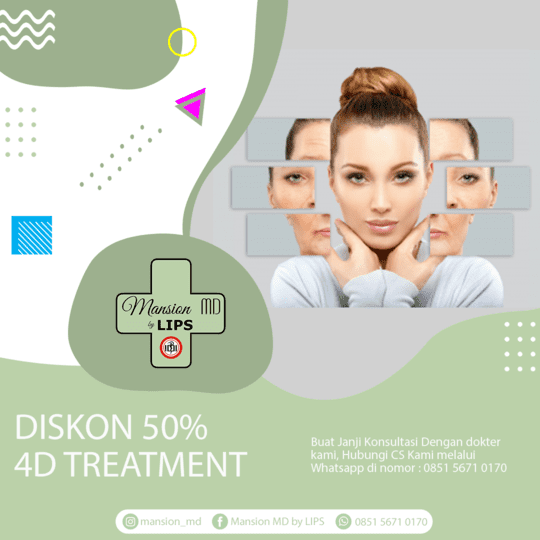 Mansion MD
by LIPS
DISKON 50%
4D TREATMENT
Buat Janji Konsultasi Dengan dokter
kami, Hubungi CS Kami melalui
Whatsapp di nomor : 0851 5671 0170
mansion_md
Mansion MD by LIPS
0851 5671 0170